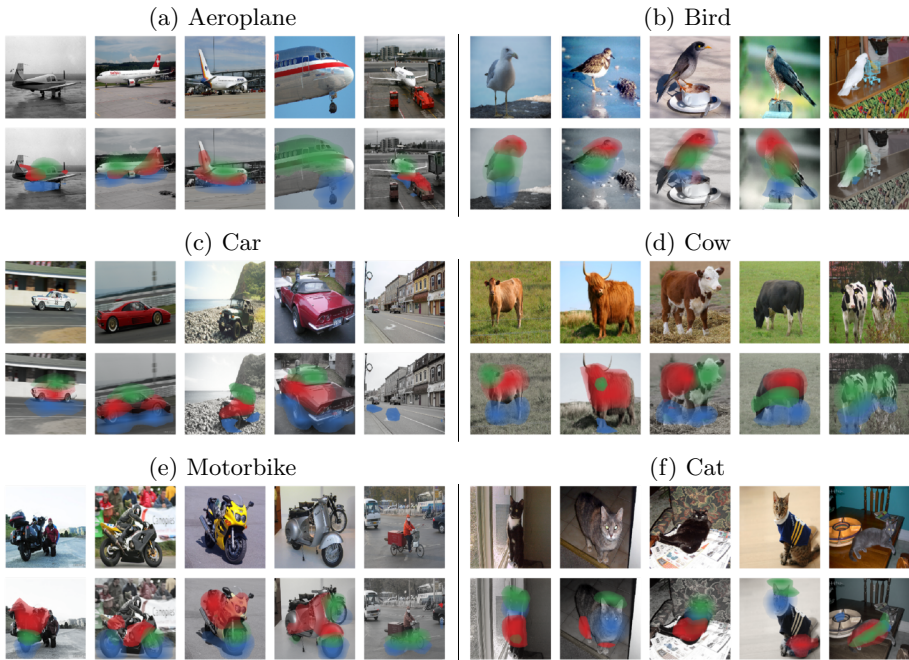 (a) Aeroplane
(b) Bird
(c) Car
(d) Cow
(e) Motorbike
(f) Cat